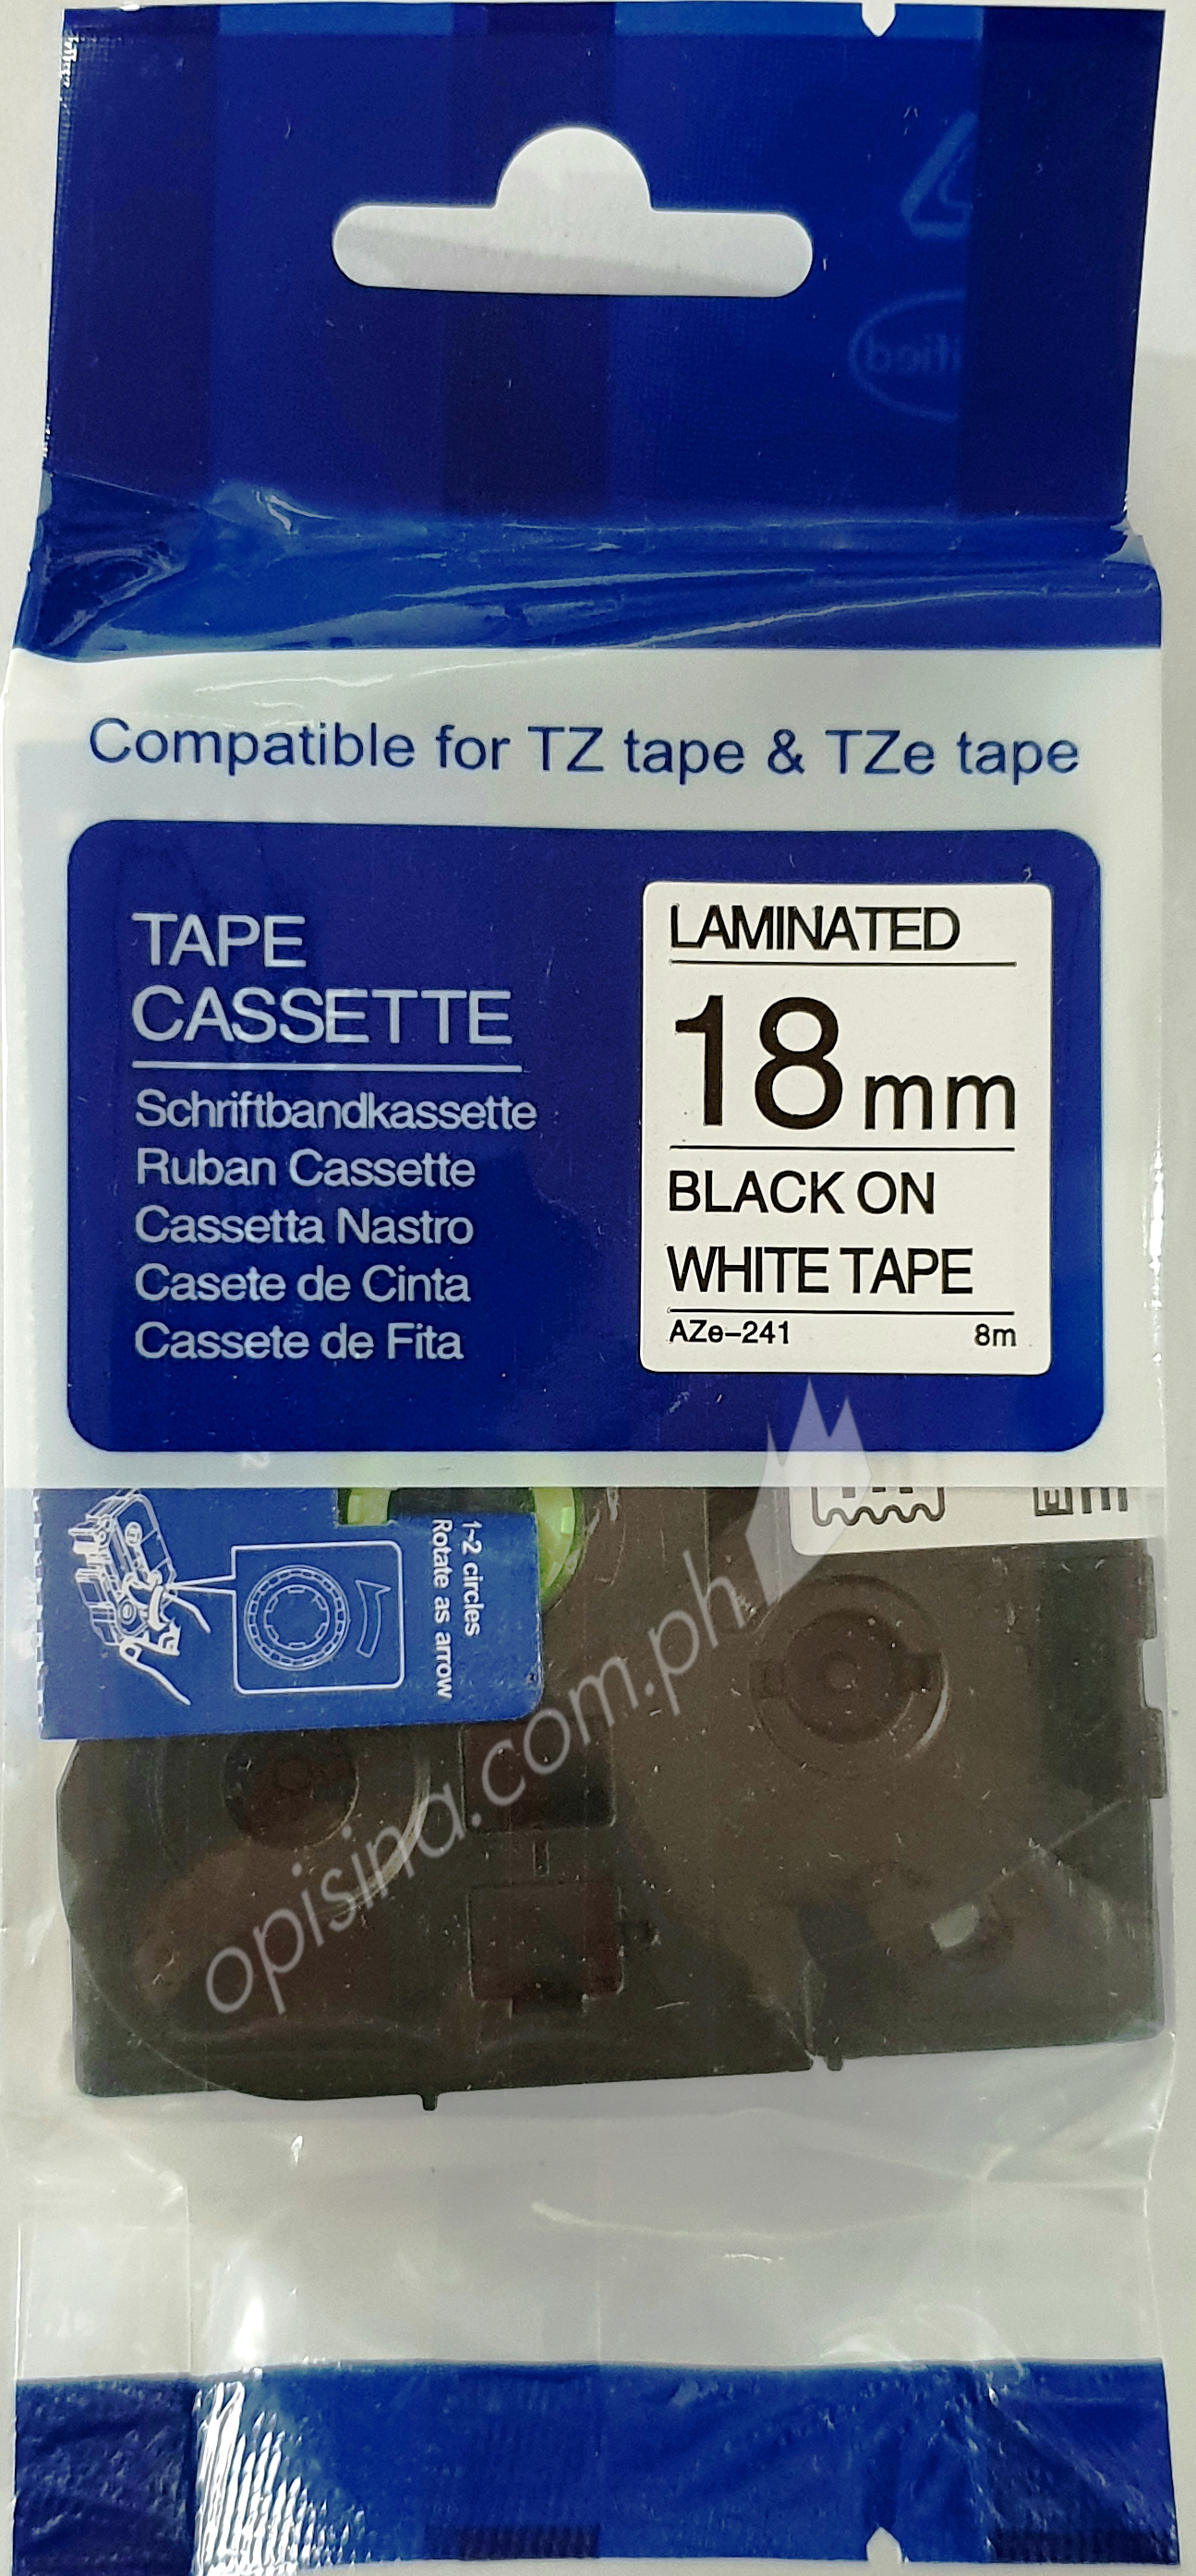 Compatible for TZ tape & TZe tape
TAPE
CASSETTE
Schriftbandkassette
Ruban Cassette
Cassetta Nastro
Casete de Cinta
Cassete de Fita
LAMINATED
18mm
BLACK ON
WHITE TAPE
AZe-241 8m
1~2 circles
Rotate as arrow
opisina.com.ph